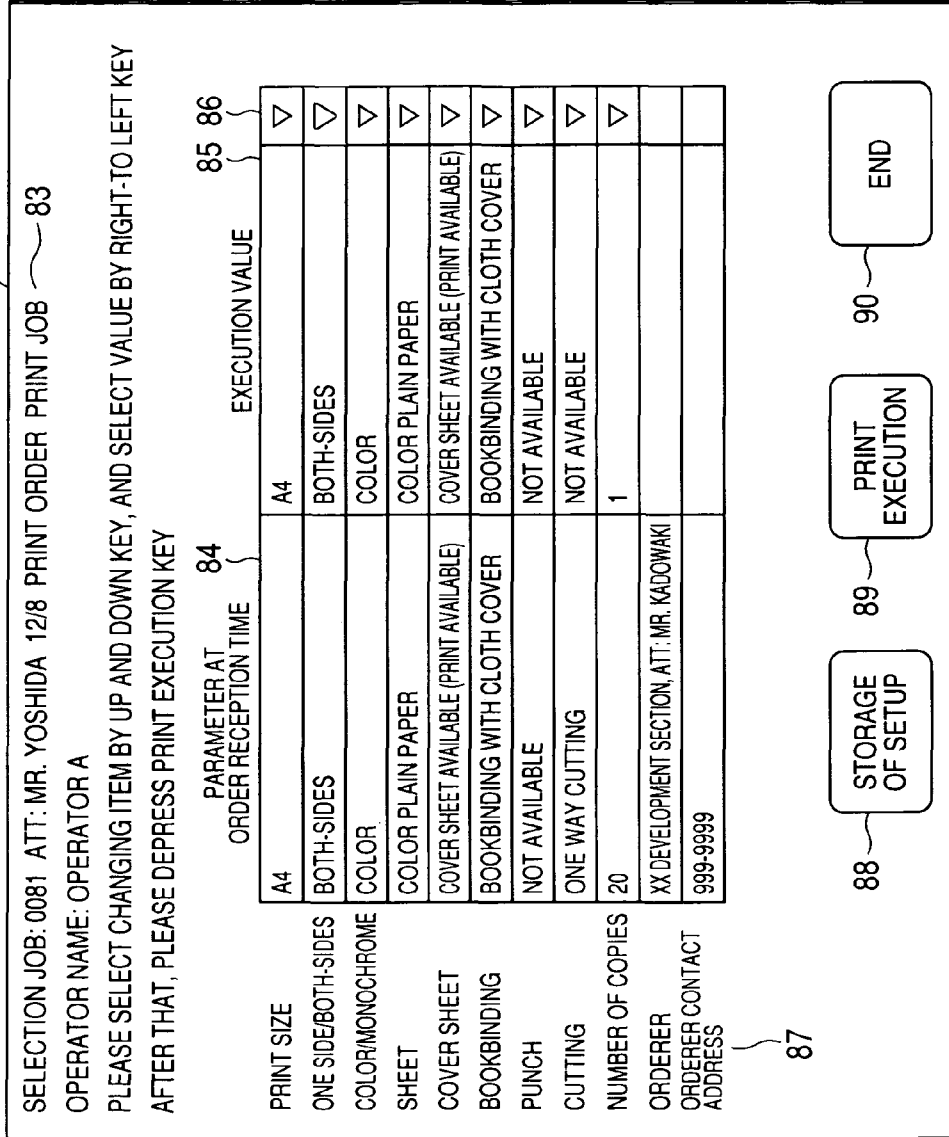 SELECTION JOB: 0081 ATT: MR. YOSHIDA 12/8 PRINT ORDER PRINT JOB 83
OPERATOR NAME: OPERATOR A
PLEASE SELECT CHANGING ITEM BY UP AND DOWN KEY, AND SELECT VALUE BY RIGHT-TO LEFT KEY
AFTER THAT, PLEASE DEPRESS PRINT EXECUTION KEY
PARAMETER AT
ORDER RECEPTION TIME
84
EXECUTION VALUE
85
86
PRINT SIZE A4 A4
ONE SIDE/BOTH-SIDES BOTH-SIDES BOTH-SIDES
COLOR/MONOCHROME COLOR COLOR
SHEET COLOR PLAIN PAPER COLOR PLAIN PAPER
COVER SHEET COVER SHEET AVAILABLE (PRINT AVAILABLE) COVER SHEET AVAILABLE (PRINT AVAILABLE)
BOOKBINDING BOOKBINDING WITH CLOTH COVER BOOKBINDING WITH CLOTH COVER
PUNCH NOT AVAILABLE NOT AVAILABLE
CUTTING ONE WAY CUTTING NOT AVAILABLE
NUMBER OF COPIES 20 1
ORDERER XX DEVELOPMENT SECTION, ATT: MR. KADOWAKI
ORDERER CONTACT
ADDRESS 999-9999
87
88 STORAGE
OF SETUP
89 PRINT
EXECUTION
90 END